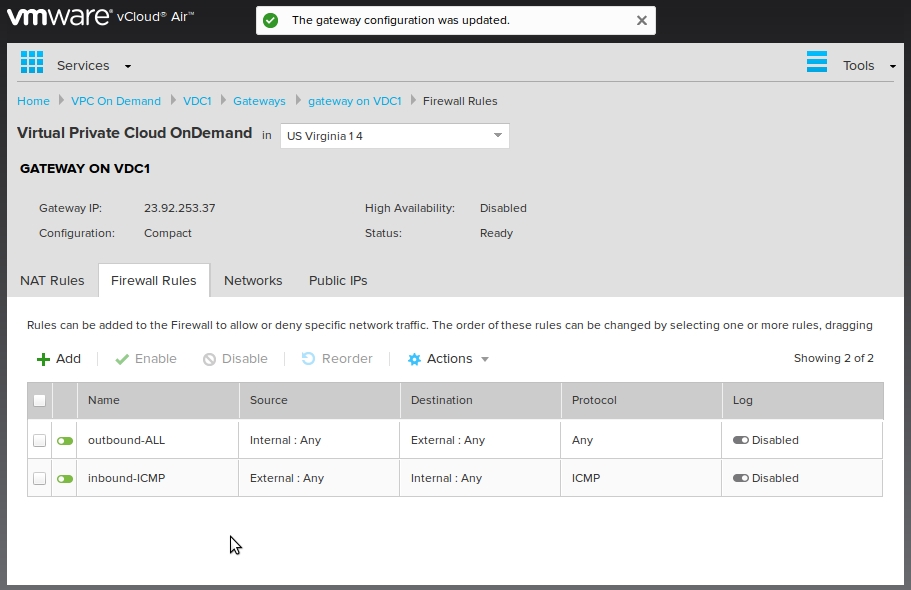 vmware® vCloud® Air™
The gateway configuration was updated.
Services
Tools
Home VPC On Demand VDC1 Gateways gateway on VDC1 Firewall Rules
Virtual Private Cloud OnDemand in US Virginia 1 4
GATEWAY ON VDC1
Gateway IP: 23.92.253.37 High Availability: Disabled
Configuration: Compact Status: Ready
NAT Rules Firewall Rules Networks Public IPs
Rules can be added to the Firewall to allow or deny specific network traffic. The order of these rules can be changed by selecting one or more rules, dragging
Add Enable Disable Reorder Actions Showing 2 of 2
Name Source Destination Protocol Log
outbound-ALL Internal : Any External : Any Any Disabled
inbound-ICMP External : Any Internal : Any ICMP Disabled